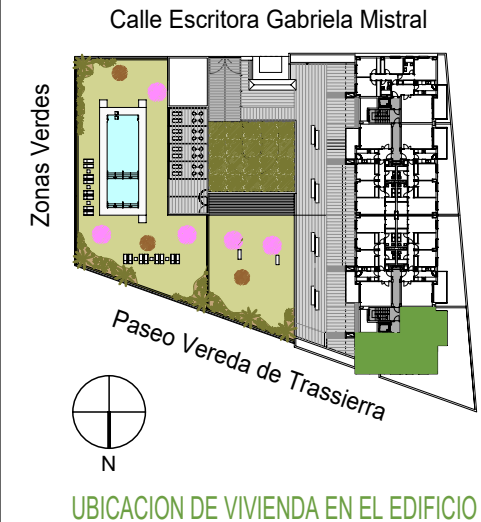 Calle Escritora Gabriela Mistral
Zonas Verdes
Paseo Vereda de Trassierra
N
UBICACION DE VIVIENDA EN EL EDIFICIO